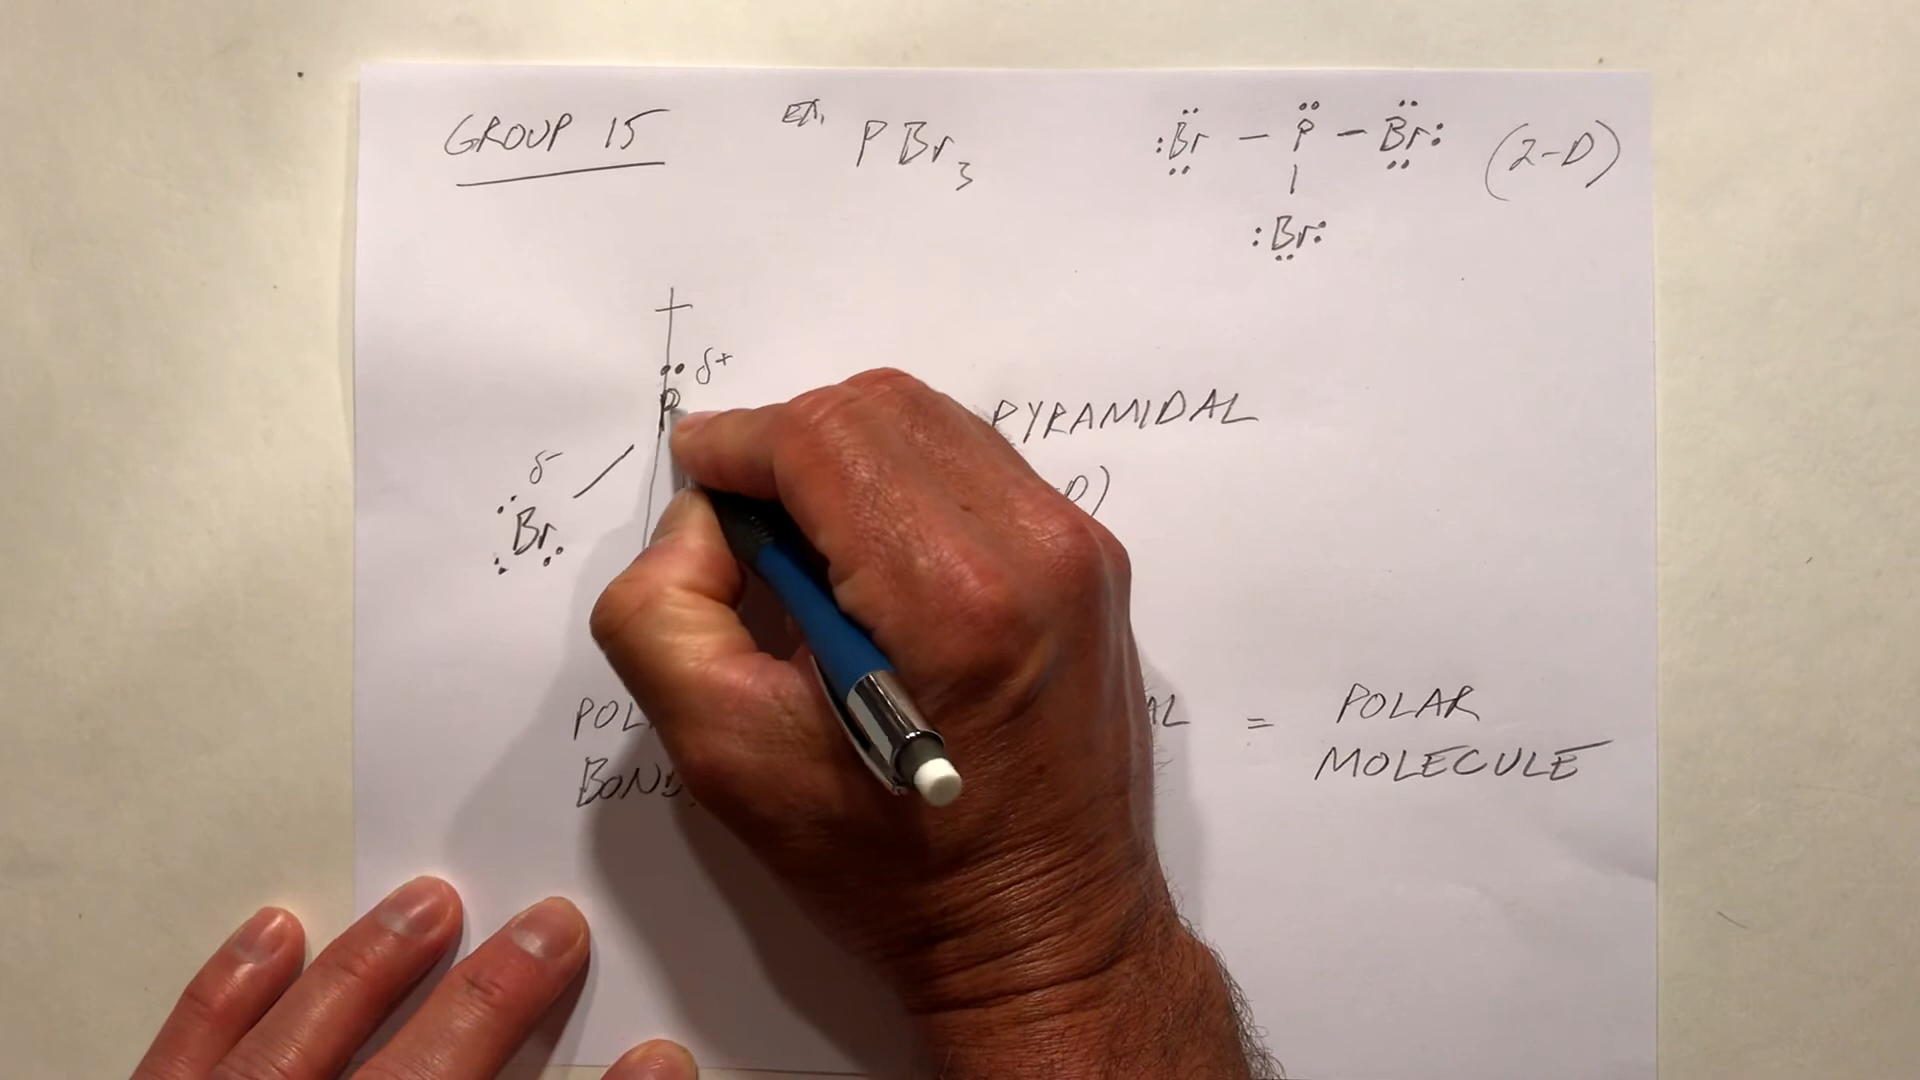 GROUP 15
EX. PBr3
:Br — P — Br: (2-D)
:Br:
δ+
P
PYRAMIDAL
δ-
Br
= POLAR
MOLECULE